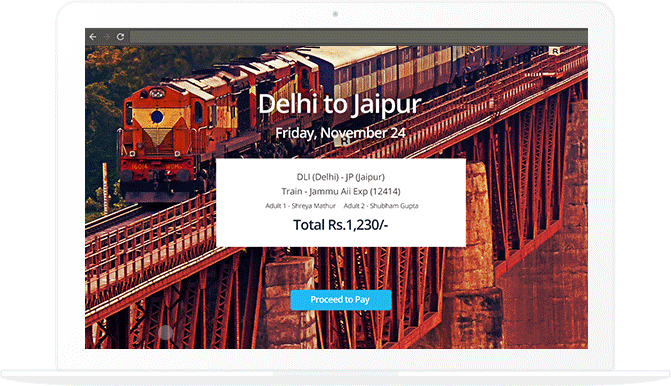 Delhi to Jaipur
Friday, November 24
DLI (Delhi) - JP (Jaipur)
Train - Jammu Aii Exp (12414)
Adult 1 - Shreya Mathur Adult 2 - Shubham Gupta
Total Rs.1,230/-
Proceed to Pay